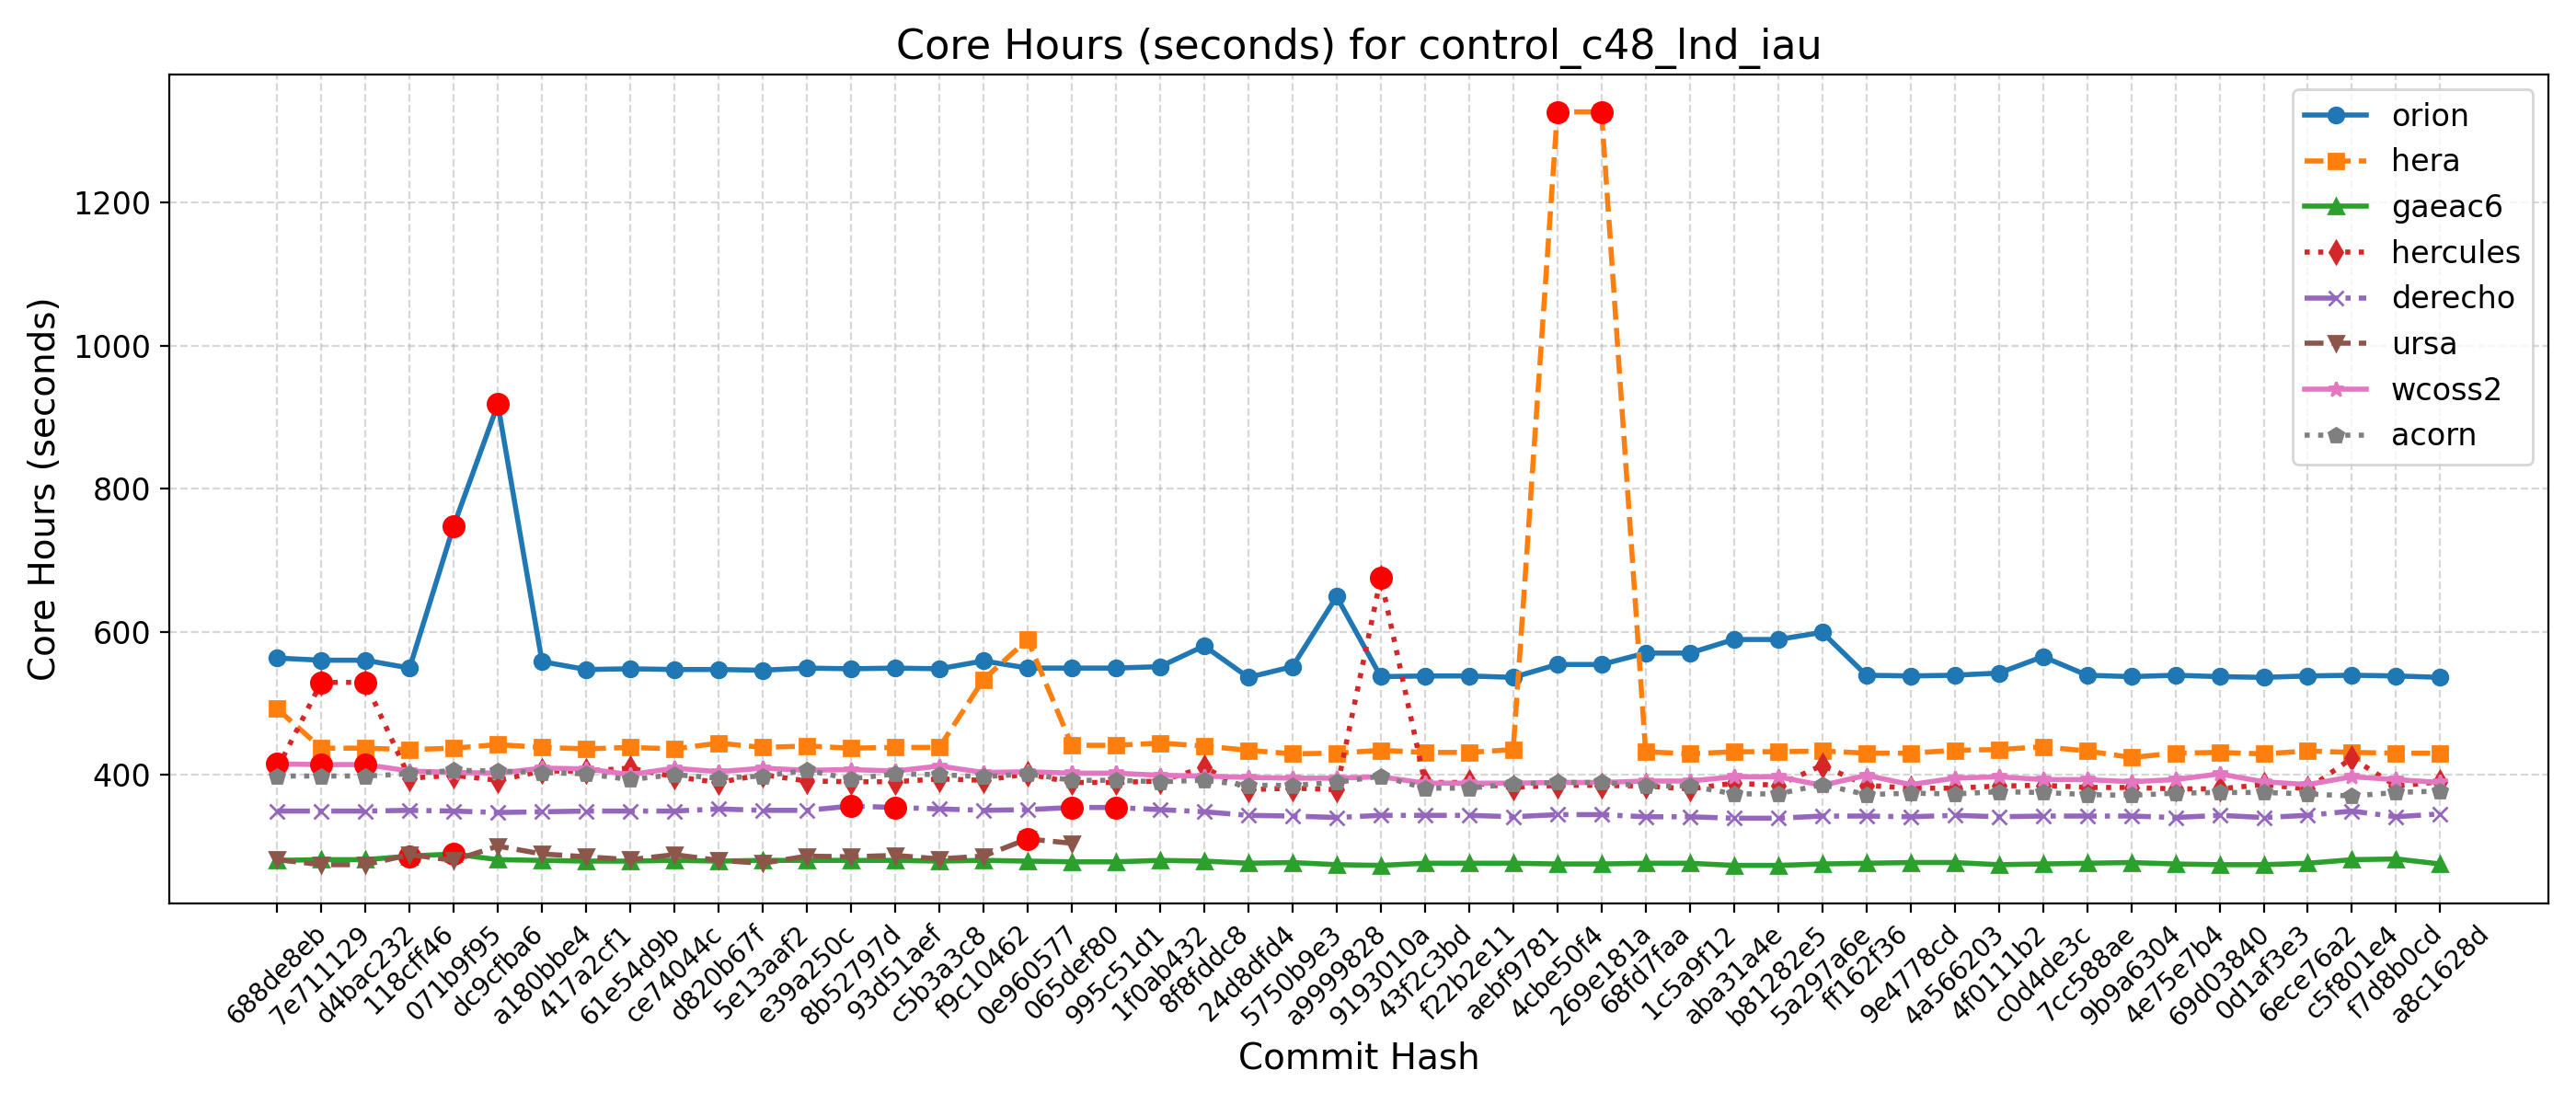 Core Hours (seconds) for control_c48_lnd_iau
Core Hours (seconds)
1200
1000
800
600
400
orion
hera
gaeac6
hercules
derecho
ursa
wcoss2
acorn
688de8eb
7e711129
d4bac232
118cff46
071b9f95
dc9cfba6
a180bbe4
417a2cf1
61e54d9b
ce74044c
d820b67f
5e13aaf2
e39a250c
8b52797d
93d51aef
c5b3a3c8
f9c10462
0e960577
065def80
995c51d1
1f0ab432
8f8fddc8
24d8dfd4
5750b9e3
a9999828
9193010a
43f2c3bd
f22b2e11
aebf9781
4cbe50f4
269e181a
68fd7faa
1c5a9f12
aba31a4e
b81282e5
5a297a6e
ff162f36
9e4778cd
4a566203
4f0111b2
c0d4de3c
7cc588ae
9b9a6304
4e75e7b4
69d03840
0d1af3e3
6ece76a2
c5f801e4
f7d8b0cd
a8c1628d
Commit Hash